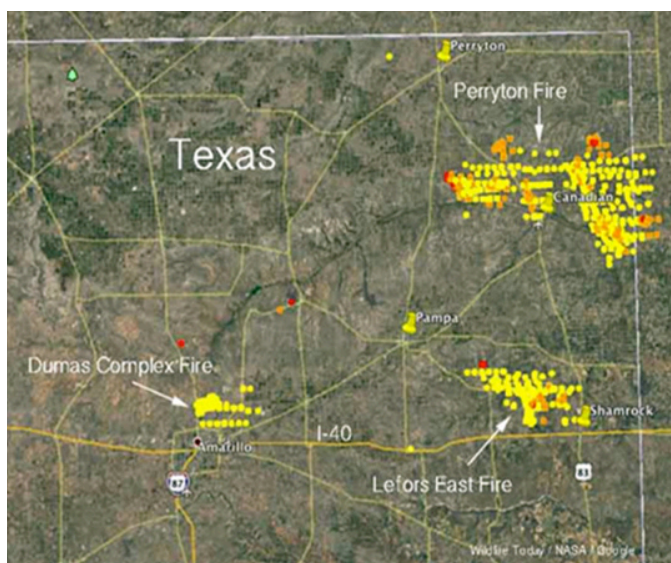 Perryton
Perryton Fire
Texas
Canadian
Pampa
Dumas Complex Fire
Shamrock
I-40
Amarillo
Lefors East Fire
83
87
Wildfire Today / NASA / Google